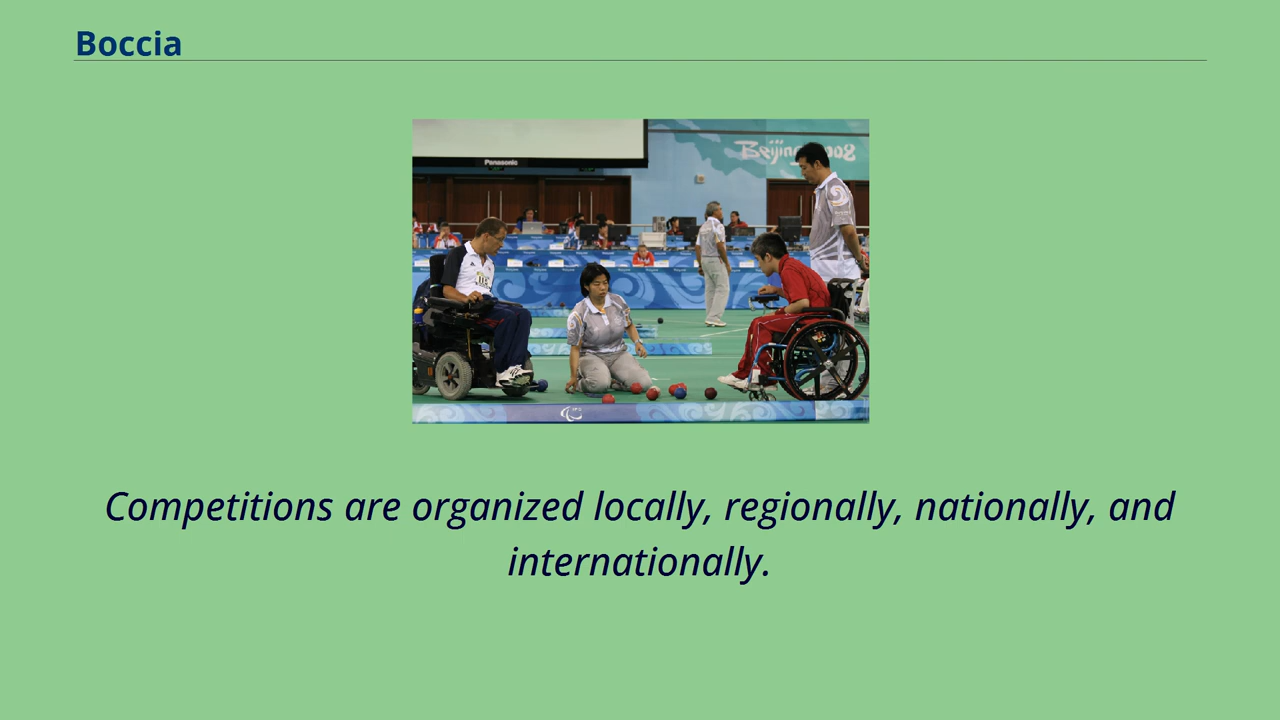 Boccia
Beijing 2008
Panasonic
Competitions are organized locally, regionally, nationally, and
internationally.